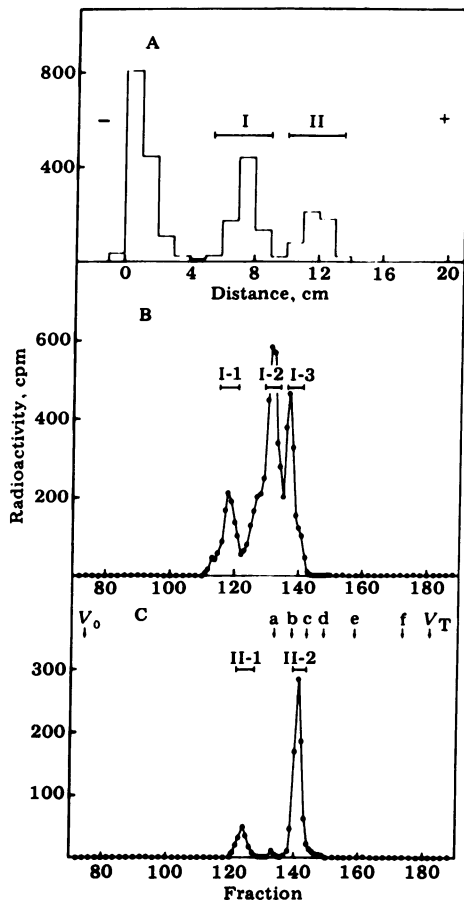 A
800
I
II
−
+
400
0
4
8
12
16
20
Distance, cm
B
600
I-1
I-2
I-3
400
Radioactivity, cpm
200
80
100
120
140
160
180
V0
C
a
b
c
d
e
f
VT
300
II-1
II-2
200
100
80
100
120
140
160
180
Fraction